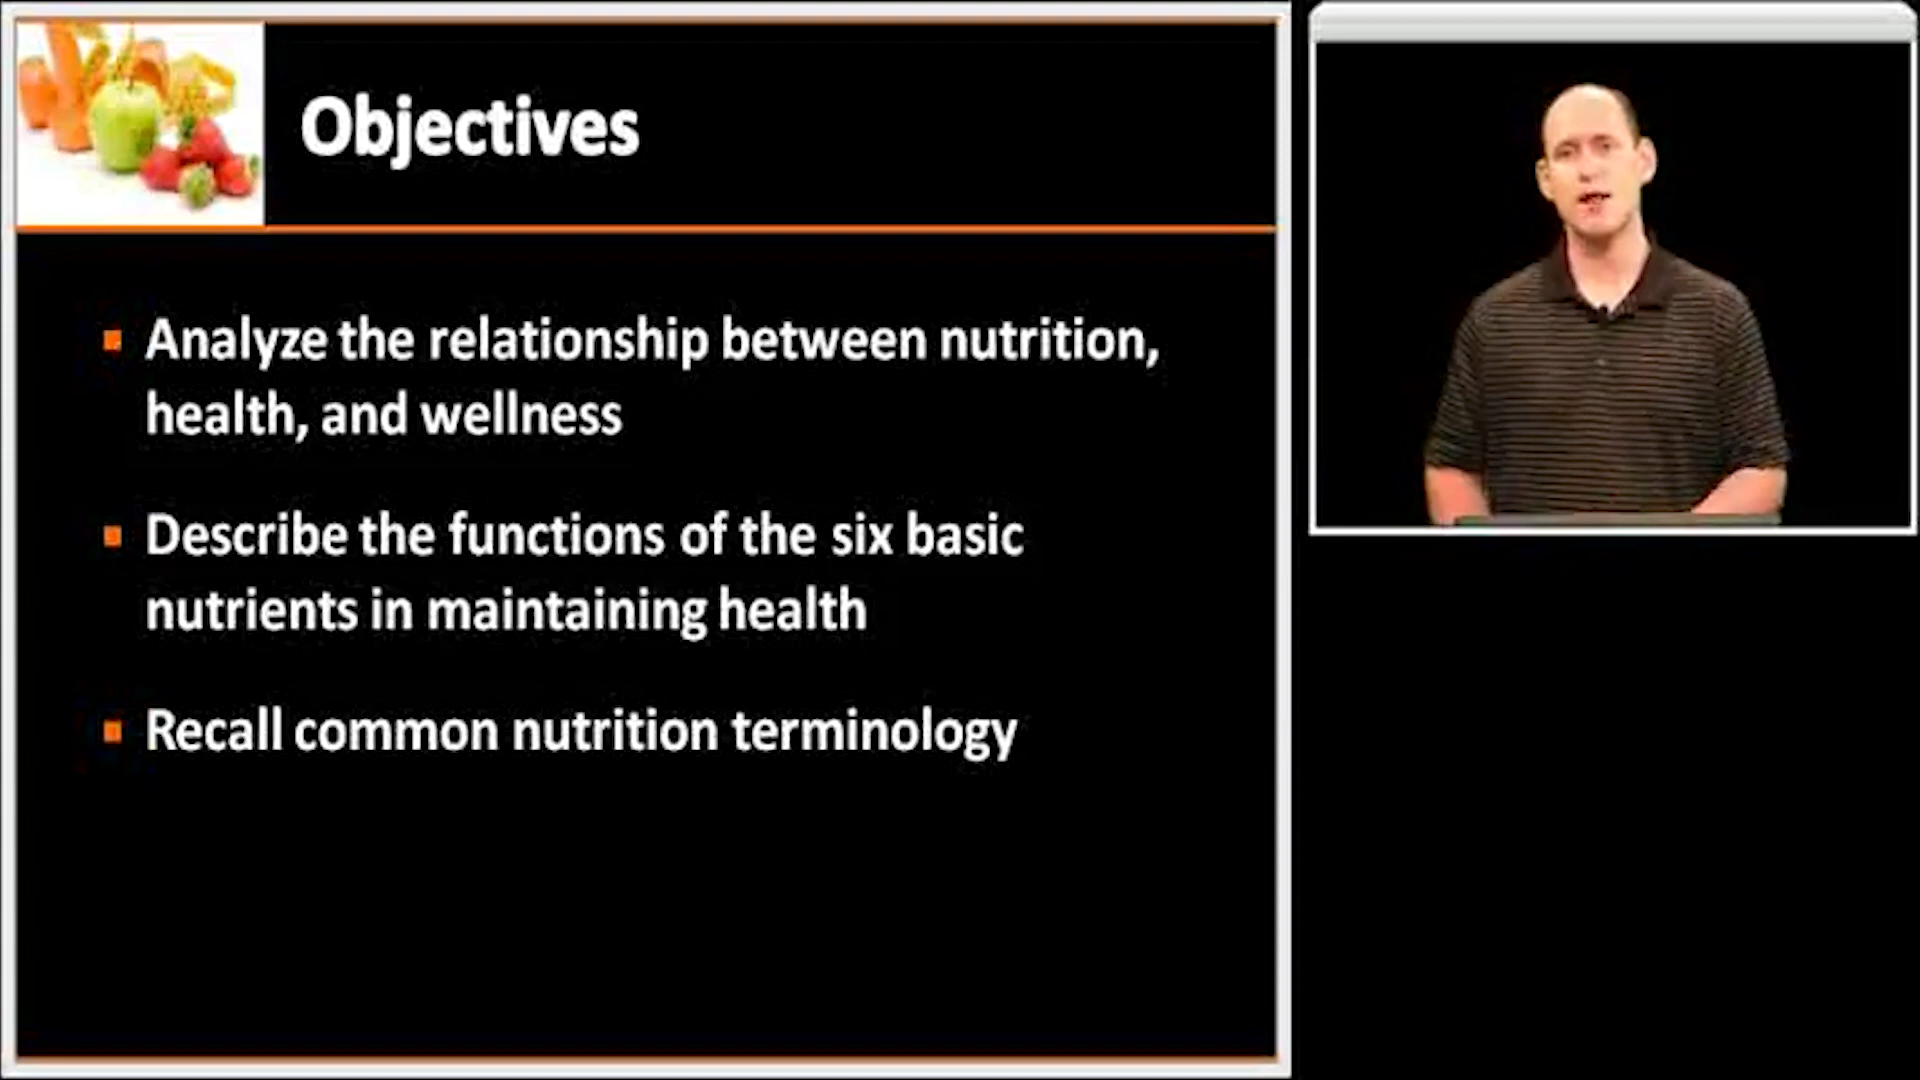 Objectives
Analyze the relationship between nutrition,
health, and wellness
Describe the functions of the six basic
nutrients in maintaining health
Recall common nutrition terminology